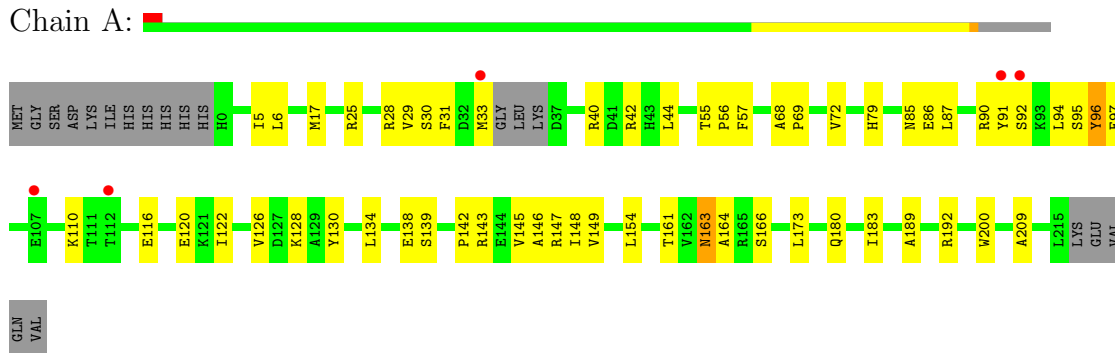 Chain A:
MET GLY SER ASP LYS ILE HIS HIS HIS HIS HIS HIS H0 I5 L6 M17 R25 R28 V29 S30 F31 D32 M33 GLY LEU LYS D37 R40 D41 R42 H43 L44 T55 P56 F57 A68 P69 V72 H79 N85 E86 L87 R90 Y91 S92 K93 L94 S95 Y96 E97
E107 K110 T111 T112 E116 E120 K121 I122 V126 D127 K128 A129 Y130 L134 E138 S139 P142 R143 E144 V145 A146 R147 I148 V149 L154 T161 V162 N163 A164 R165 S166 L173 Q180 I183 A189 R192 W200 A209 L215 LYS GLU VAL
GLN VAL